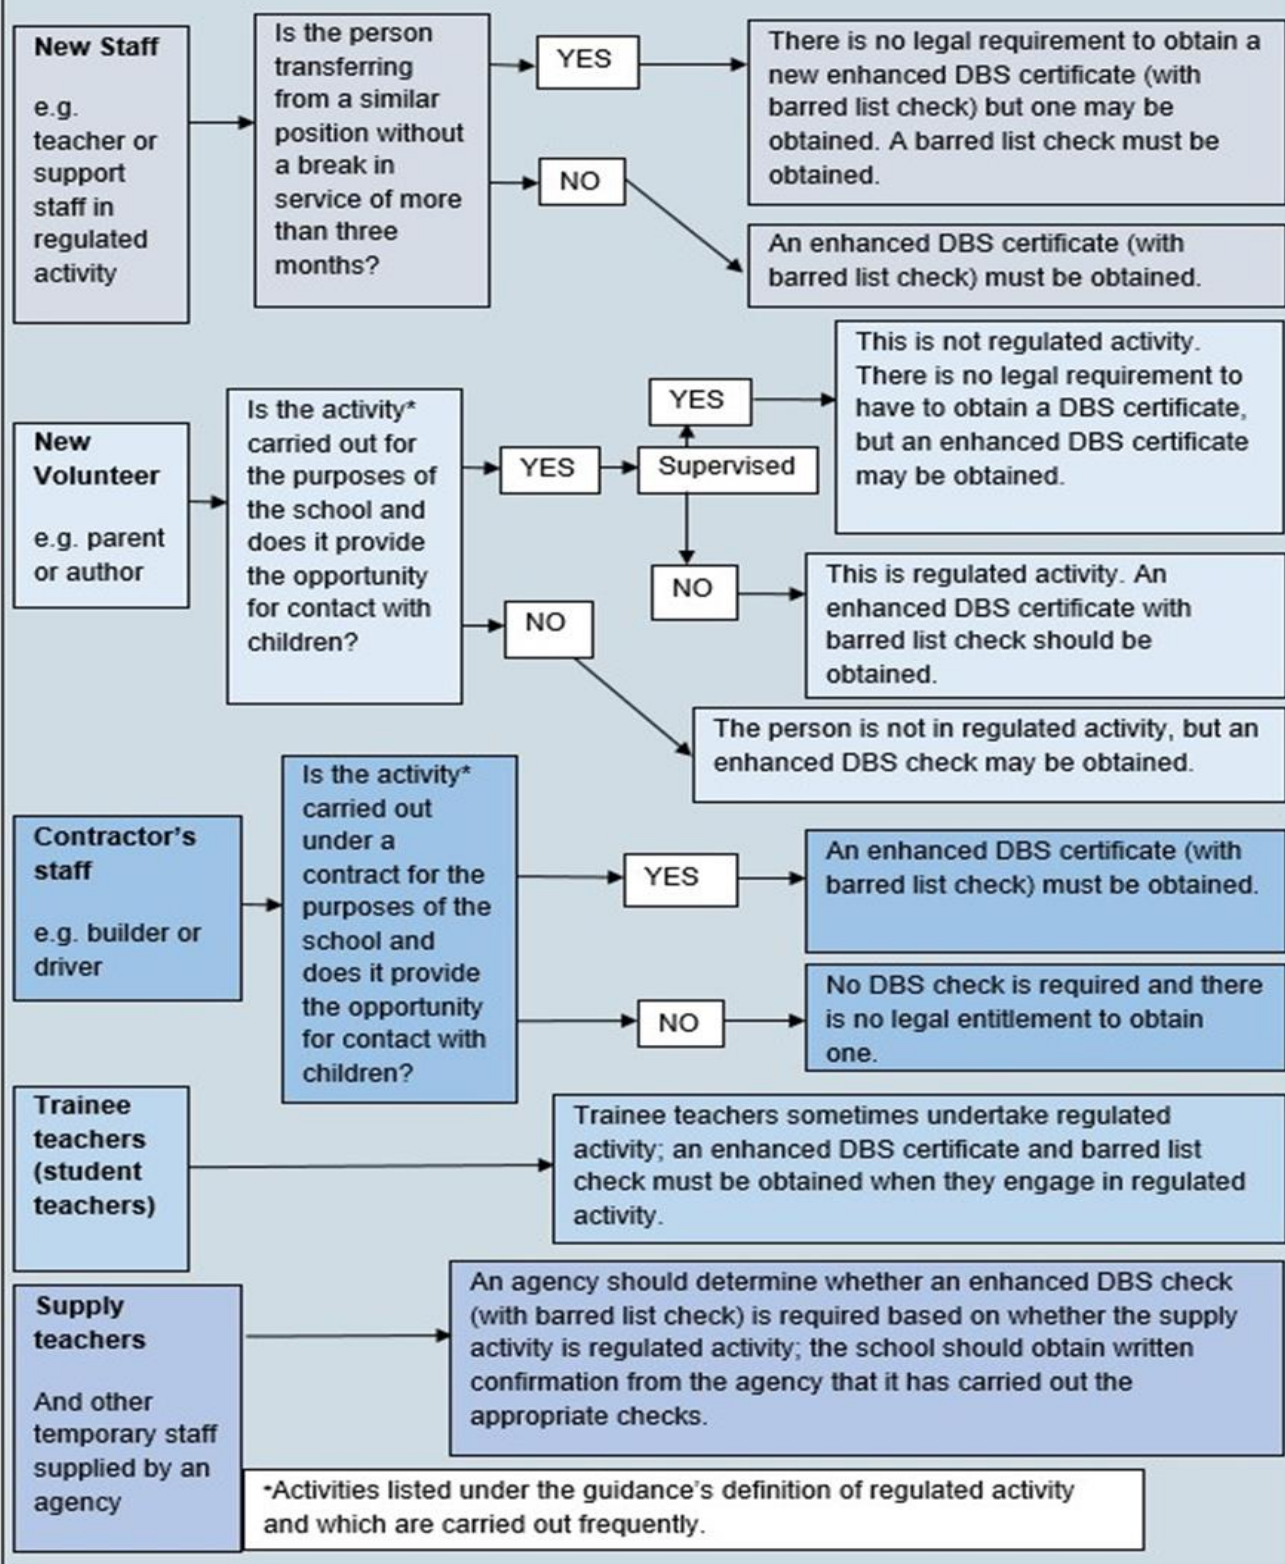 New Staff
e.g.
teacher or
support
staff in
regulated
activity
Is the person
transferring
from a similar
position without
a break in
service of more
than three
months?
YES
There is no legal requirement to obtain a
new enhanced DBS certificate (with
barred list check) but one may be
obtained. A barred list check must be
obtained.
NO
An enhanced DBS certificate (with
barred list check) must be obtained.
New
Volunteer
e.g. parent
or author
Is the activity*
carried out for
the purposes of
the school and
does it provide
the opportunity
for contact with
children?
YES
Supervised
YES
This is not regulated activity.
There is no legal requirement to
have to obtain a DBS certificate,
but an enhanced DBS certificate
may be obtained.
NO
This is regulated activity. An
enhanced DBS certificate with
barred list check should be
obtained.
NO
The person is not in regulated activity, but an
enhanced DBS check may be obtained.
Contractor's
staff
e.g. builder or
driver
Is the activity*
carried out
under a
contract for the
purposes of the
school and
does it provide
the opportunity
for contact with
children?
YES
An enhanced DBS certificate (with
barred list check) must be obtained.
NO
No DBS check is required and there
is no legal entitlement to obtain
one.
Trainee
teachers
(student
teachers)
Trainee teachers sometimes undertake regulated
activity; an enhanced DBS certificate and barred list
check must be obtained when they engage in regulated
activity.
Supply
teachers
And other
temporary staff
supplied by an
agency
An agency should determine whether an enhanced DBS check
(with barred list check) is required based on whether the supply
activity is regulated activity; the school should obtain written
confirmation from the agency that it has carried out the
appropriate checks.
*Activities listed under the guidance's definition of regulated activity
and which are carried out frequently.